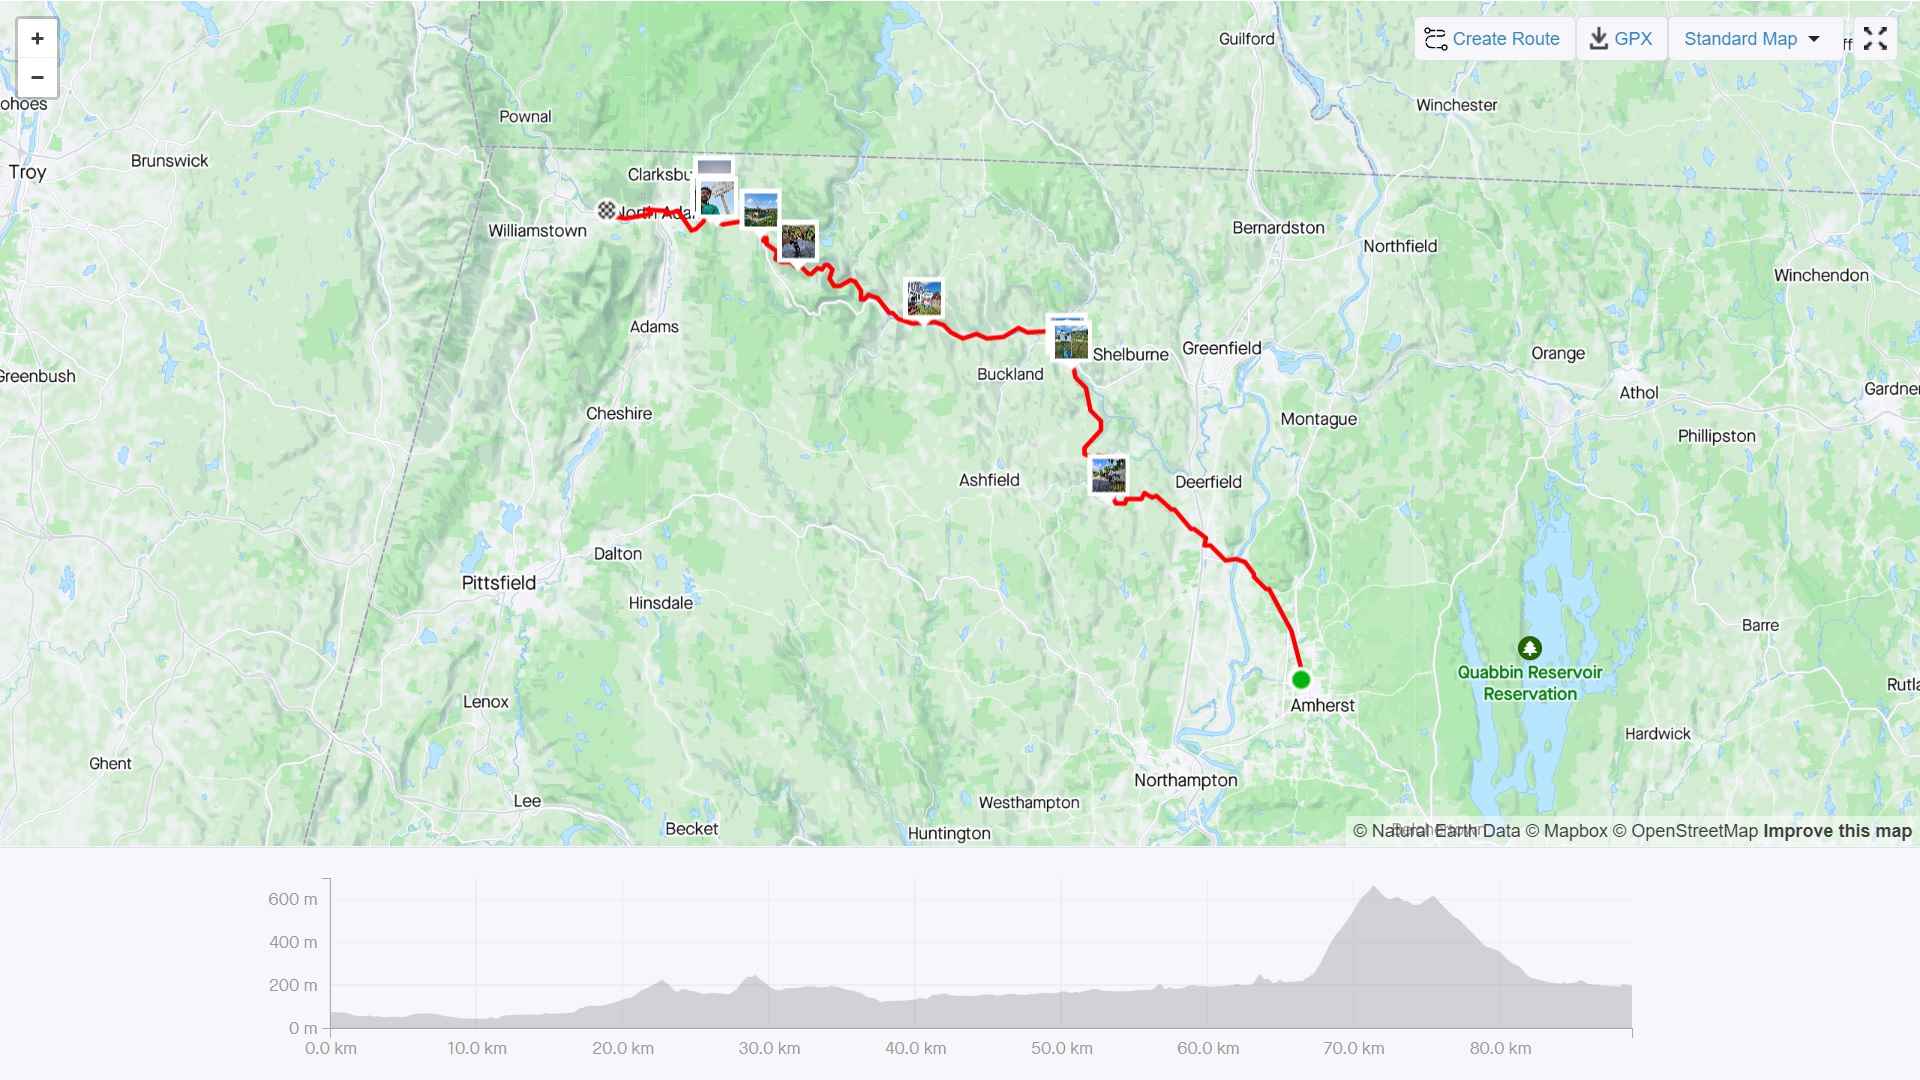 +
−
Create Route
GPX
Standard Map
Guilford
Winchester
Pownal
Brunswick
Troy
Clarksbu
North Ada
Williamstown
Bernardston
Northfield
Winchendon
Adams
Shelburne
Greenfield
Orange
Buckland
Greenbush
Athol
Gardne
Cheshire
Montague
Phillipston
Ashfield
Deerfield
Dalton
Pittsfield
Hinsdale
Barre
Quabbin Reservoir
Reservation
Lenox
Amherst
Hardwick
Ghent
Northampton
Lee
Westhampton
Becket
Huntington
© Natural Earth Data © Mapbox © OpenStreetMap Improve this map
600 m
400 m
200 m
0 m
0.0 km
10.0 km
20.0 km
30.0 km
40.0 km
50.0 km
60.0 km
70.0 km
80.0 km